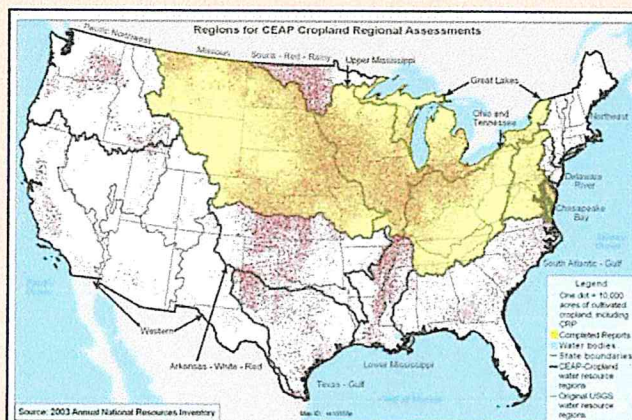 Regions for CEAP Cropland Regional Assessments
Pacific Northwest
Missouri
Souris - Red - Rainy
Upper Mississippi
Great Lakes
Ohio and
Tennessee
Northeast
Delaware
River
Chesapeake
Bay
South Atlantic - Gulf
Western
Arkansas - White - Red
Texas - Gulf
Lower Mississippi
Legend
One dot = 10,000
acres of cultivated
cropland, including
CRP
Completed Reports
Water bodies
State boundaries
CEAP-Cropland
water resource
regions
Original USGS
water resource
regions
Source: 2003 Annual National Resources Inventory
Map ID: